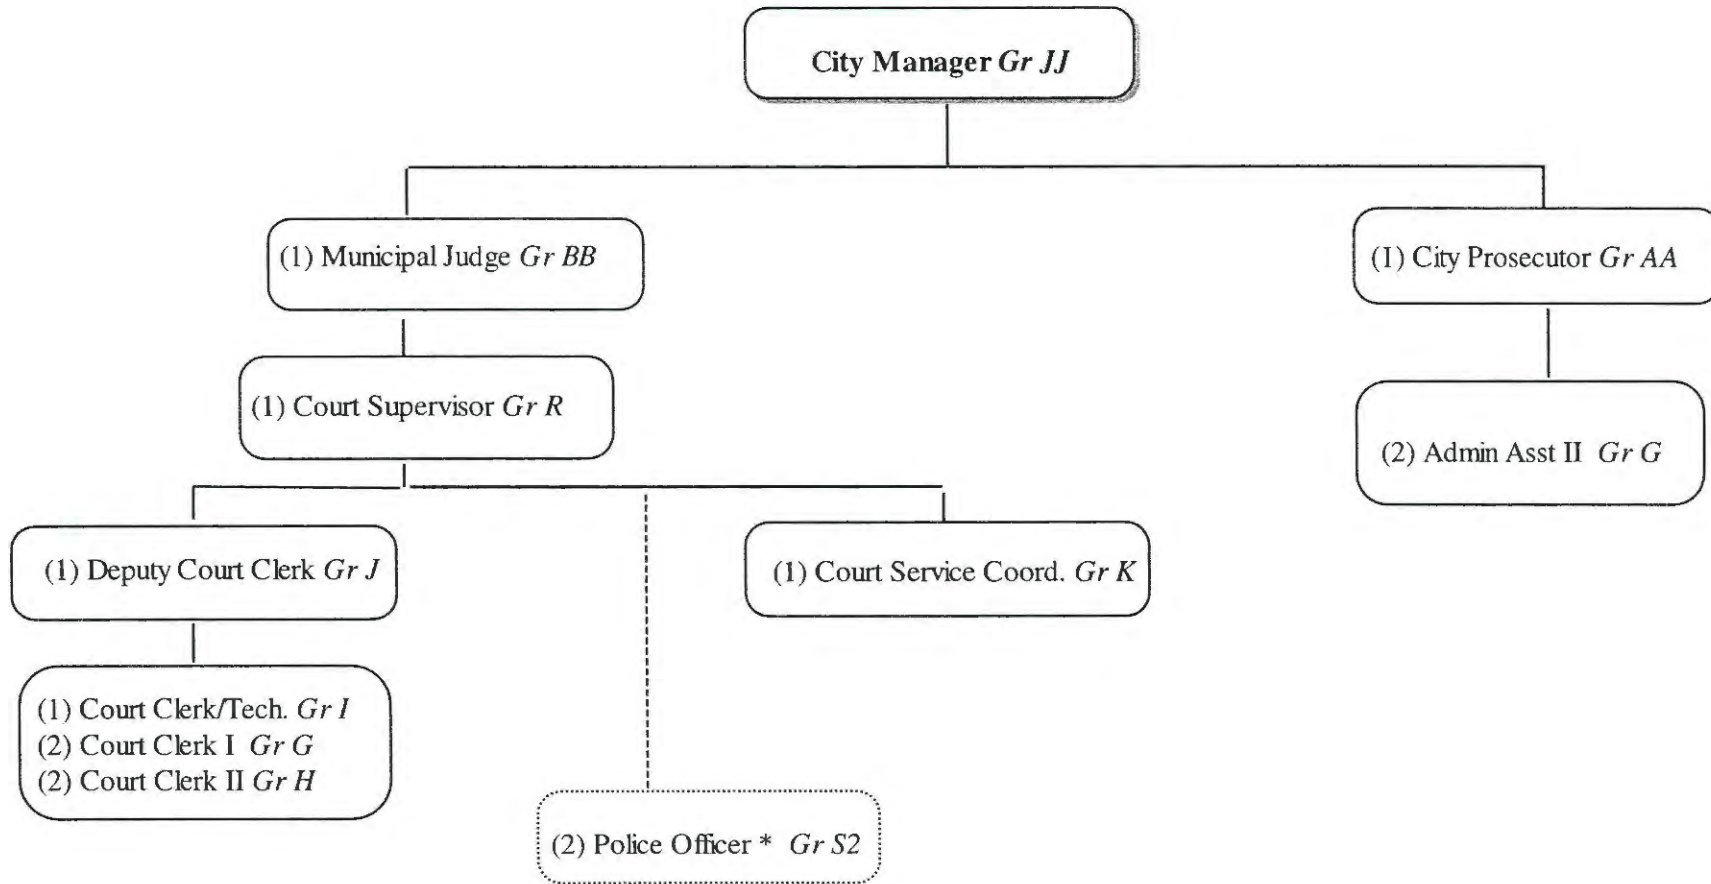 City Manager Gr JJ
(1) Municipal Judge Gr BB
(1) City Prosecutor Gr AA
(1) Court Supervisor Gr R
(2) Admin Asst II Gr G
(1) Deputy Court Clerk Gr J
(1) Court Service Coord. Gr K
(1) Court Clerk/Tech. Gr I
(2) Court Clerk I Gr G
(2) Court Clerk II Gr H
(2) Police Officer * Gr S2